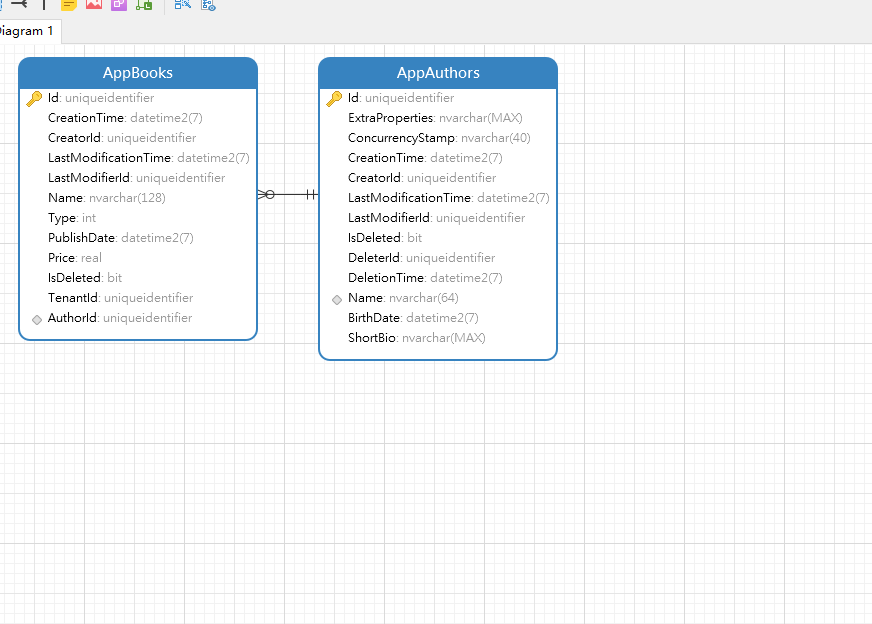 iagram 1
AppBooks
Id: uniqueidentifier
CreationTime: datetime2(7)
CreatorId: uniqueidentifier
LastModificationTime: datetime2(7)
LastModifierId: uniqueidentifier
Name: nvarchar(128)
Type: int
PublishDate: datetime2(7)
Price: real
IsDeleted: bit
TenantId: uniqueidentifier
AuthorId: uniqueidentifier
AppAuthors
Id: uniqueidentifier
ExtraProperties: nvarchar(MAX)
ConcurrencyStamp: nvarchar(40)
CreationTime: datetime2(7)
CreatorId: uniqueidentifier
LastModificationTime: datetime2(7)
LastModifierId: uniqueidentifier
IsDeleted: bit
DeleterId: uniqueidentifier
DeletionTime: datetime2(7)
Name: nvarchar(64)
BirthDate: datetime2(7)
ShortBio: nvarchar(MAX)